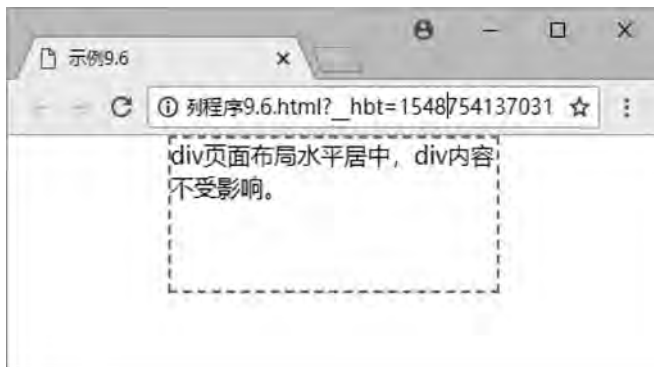 示例9.6
列程序9.6.html?__hbt=1548754137031
div页面布局水平居中，div内容
不受影响。